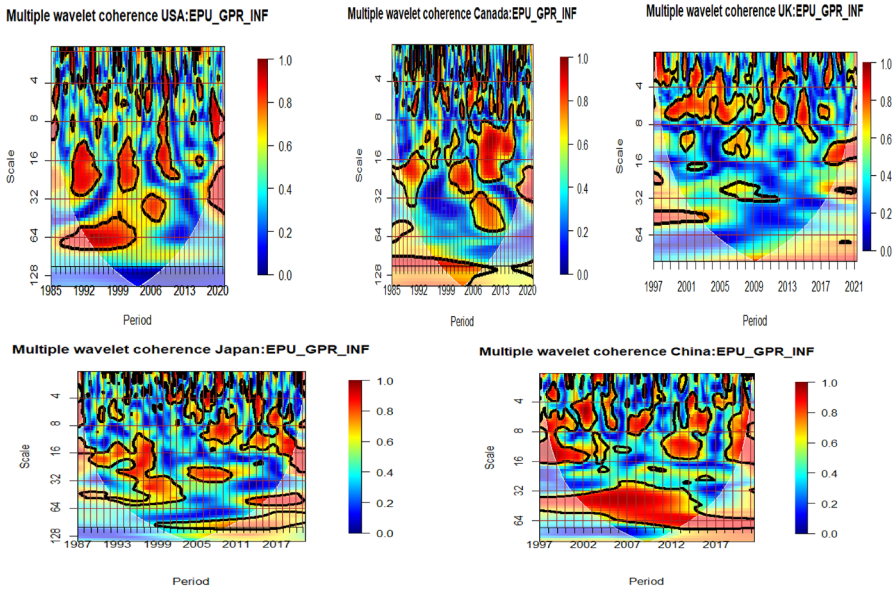 Multiple wavelet coherence USA:EPU_GPR_INF
Scale
4
8
16
32
64
128
1985 1992 1999 2006 2013 2020
Period
1.0
0.8
0.6
0.4
0.2
0.0
Multiple wavelet coherence Canada:EPU_GPR_INF
Scale
4
8
16
32
64
128
1985 1992 1999 2006 2013 2020
Period
1.0
0.8
0.6
0.4
0.2
0.0
Multiple wavelet coherence UK:EPU_GPR_INF
Scale
4
8
16
32
64
1997 2001 2005 2009 2013 2017 2021
Period
1.0
0.8
0.6
0.4
0.2
0.0
Multiple wavelet coherence Japan:EPU_GPR_INF
Scale
4
8
16
32
64
128
1987 1993 1999 2005 2011 2017
Period
1.0
0.8
0.6
0.4
0.2
0.0
Multiple wavelet coherence China:EPU_GPR_INF
Scale
4
8
16
32
64
1997 2002 2007 2012 2017
Period
1.0
0.8
0.6
0.4
0.2
0.0